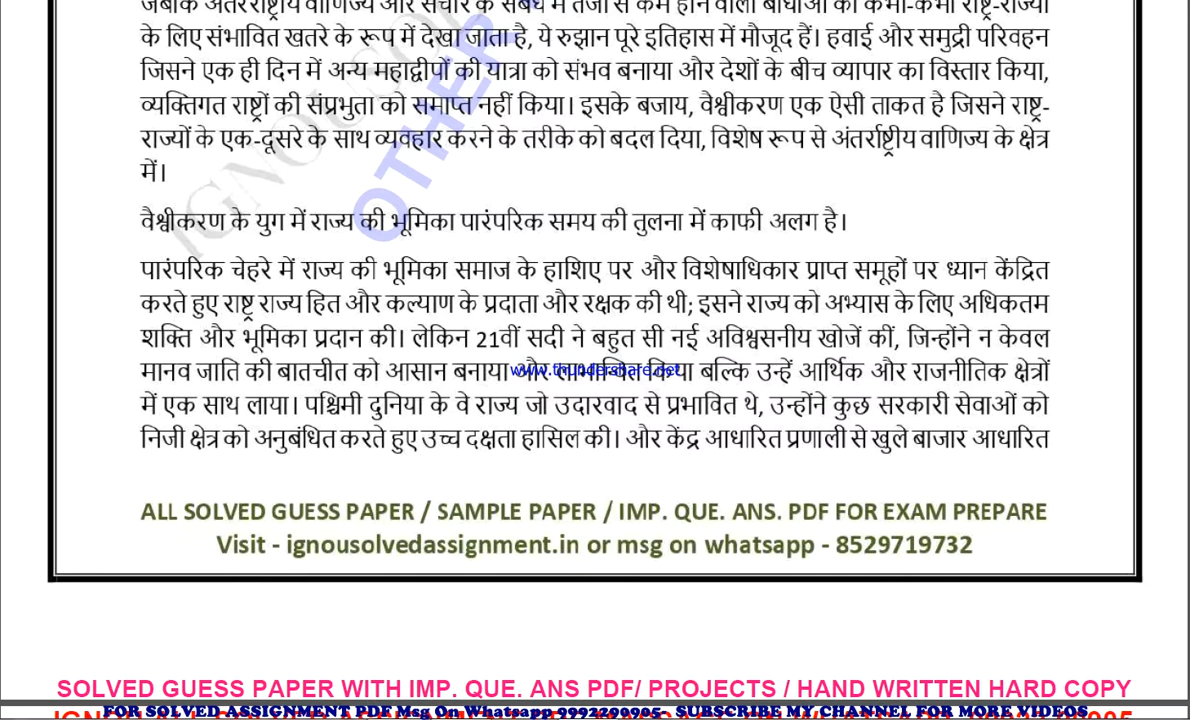 जबकि अंतरराष्ट्रीय वाणिज्य और संचार के संबंध में तेजी से कम होने वाली बाधाओं को कभी-कभी राष्ट्र-राज्यों
के लिए संभावित खतरे के रूप में देखा जाता है, ये रुझान पूरे इतिहास में मौजूद हैं। हवाई और समुद्री परिवहन
जिसने एक ही दिन में अन्य महाद्वीपों की यात्रा को संभव बनाया और देशों के बीच व्यापार का विस्तार किया,
व्यक्तिगत राष्ट्रों की संप्रभुता को समाप्त नहीं किया। इसके बजाय, वैश्वीकरण एक ऐसी ताकत है जिसने राष्ट्र-
राज्यों के एक-दूसरे के साथ व्यवहार करने के तरीके को बदल दिया, विशेष रूप से अंतर्राष्ट्रीय वाणिज्य के क्षेत्र
में।
वैश्वीकरण के युग में राज्य की भूमिका पारंपरिक समय की तुलना में काफी अलग है।
पारंपरिक चेहरे में राज्य की भूमिका समाज के हाशिए पर और विशेषाधिकार प्राप्त समूहों पर ध्यान केंद्रित
करते हुए राष्ट्र राज्य हित और कल्याण के प्रदाता और रक्षक की थी; इसने राज्य को अभ्यास के लिए अधिकतम
शक्ति और भूमिका प्रदान की। लेकिन 21वीं सदी ने बहुत सी नई अविश्वसनीय खोजें कीं, जिन्होंने न केवल
मानव जाति की बातचीत को आसान बनाया और लाभान्वित किया बल्कि उन्हें आर्थिक और राजनीतिक क्षेत्रों
www.thundershare.net
में एक साथ लाया। पश्चिमी दुनिया के वे राज्य जो उदारवाद से प्रभावित थे, उन्होंने कुछ सरकारी सेवाओं को
निजी क्षेत्र को अनुबंधित करते हुए उच्च दक्षता हासिल की। और केंद्र आधारित प्रणाली से खुले बाजार आधारित
OTHER
ALL SOLVED GUESS PAPER / SAMPLE PAPER / IMP. QUE. ANS. PDF FOR EXAM PREPARE
Visit - ignousolvedassignment.in or msg on whatsapp - 8529719732
SOLVED GUESS PAPER WITH IMP. QUE. ANS PDF/ PROJECTS / HAND WRITTEN HARD COPY
FOR SOLVED ASSIGNMENT PDF Msg On Whatsapp 9992200905- SUBSCRIBE MY CHANNEL FOR MORE VIDEOS